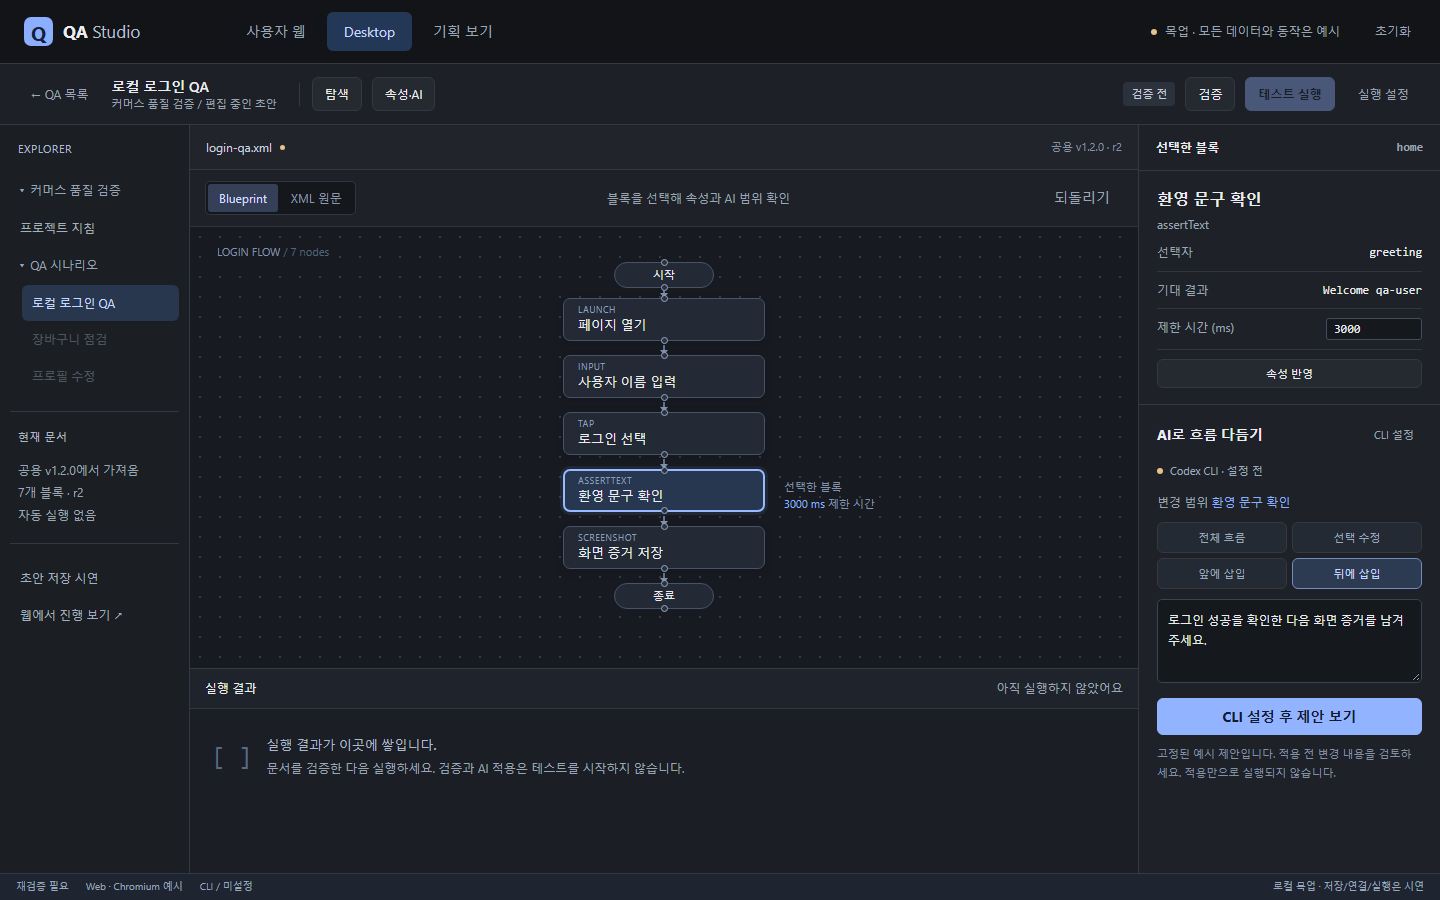 Q QA Studio
사용자 웹
Desktop
기획 보기
목업 · 모든 데이터와 동작은 예시
초기화
← QA 목록
로컬 로그인 QA
커머스 품질 검증 / 편집 중인 초안
탐색
속성·AI
검증 전
검증
테스트 실행
실행 설정
EXPLORER
커머스 품질 검증
프로젝트 지침
QA 시나리오
로컬 로그인 QA
장바구니 점검
프로필 수정
현재 문서
공용 v1.2.0에서 가져옴
7개 블록 · r2
자동 실행 없음
초안 저장 시연
웹에서 진행 보기 ↗
login-qa.xml
공용 v1.2.0 · r2
Blueprint
XML 원문
블록을 선택해 속성과 AI 범위 확인
되돌리기
LOGIN FLOW / 7 nodes
시작
LAUNCH
페이지 열기
INPUT
사용자 이름 입력
TAP
로그인 선택
ASSERTTEXT
환영 문구 확인
선택한 블록
3000 ms 제한 시간
SCREENSHOT
화면 증거 저장
종료
실행 결과
아직 실행하지 않았어요
[ ]
실행 결과가 이곳에 쌓입니다.
문서를 검증한 다음 실행하세요. 검증과 AI 적용은 테스트를 시작하지 않습니다.
선택한 블록
home
환영 문구 확인
assertText
선택자
greeting
기대 결과
Welcome qa-user
제한 시간 (ms)
3000
속성 반영
AI로 흐름 다듬기
CLI 설정
Codex CLI · 설정 전
변경 범위 환영 문구 확인
전체 흐름
선택 수정
앞에 삽입
뒤에 삽입
로그인 성공을 확인한 다음 화면 증거를 남겨
주세요.
CLI 설정 후 제안 보기
고정된 예시 제안입니다. 적용 전 변경 내용을 검토하
세요. 적용만으로 실행되지 않습니다.
재검증 필요
Web · Chromium 예시
CLI / 미설정
로컬 목업 · 저장/연결/실행은 시연